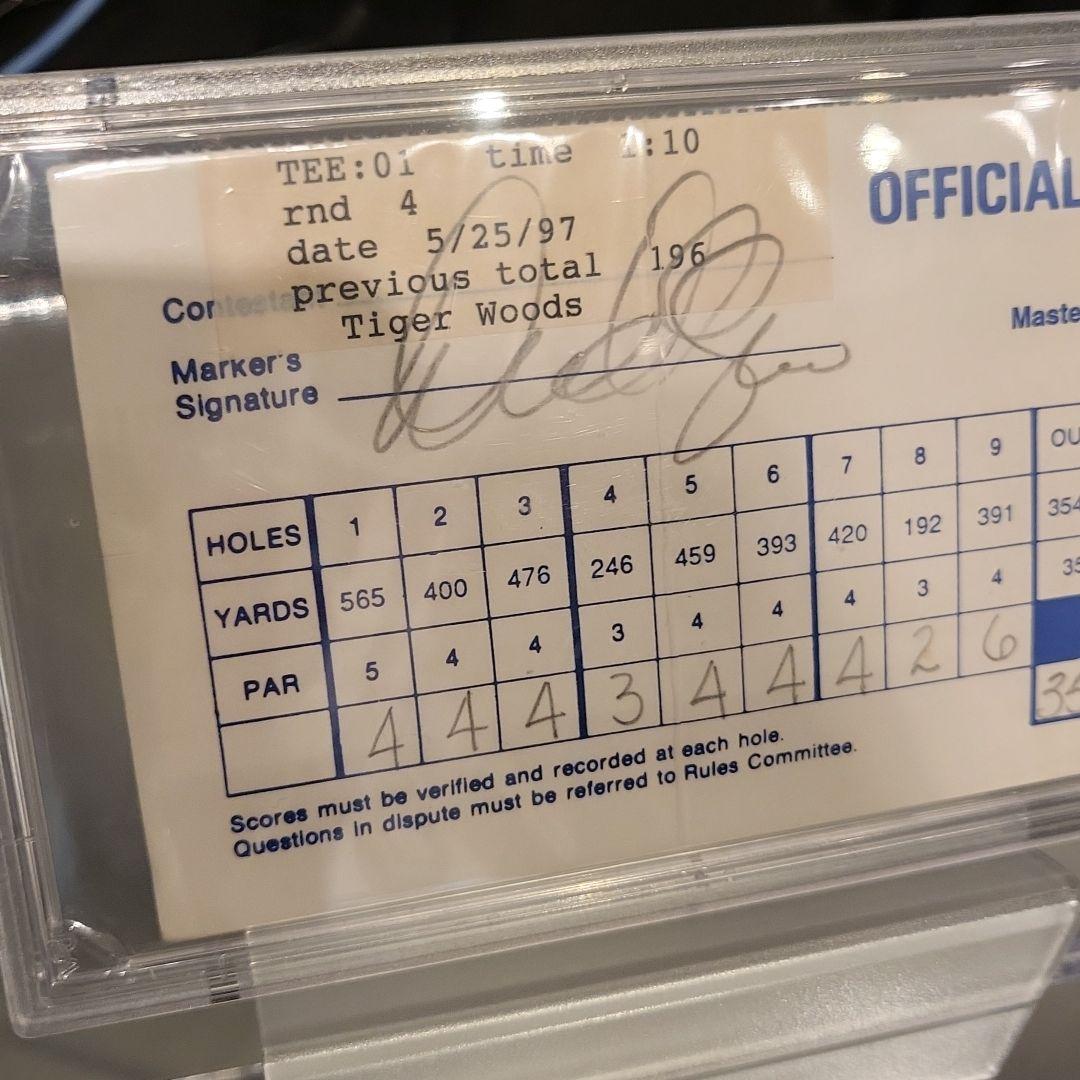 TEE:01 time 1:10
rnd 4
date 5/25/97
previous total 196
Tiger Woods
OFFICIAL
Marker's
Signature
Maste
HOLES 1 2 3 4 5 6 7 8 9 OU
YARDS 565 400 476 246 459 393 420 192 391 354
PAR 5 4 4 3 4 4 4 3 4 35
4 4 4 3 4 4 4 2 6 35
Scores must be verified and recorded at each hole.
Questions in dispute must be referred to Rules Committee.